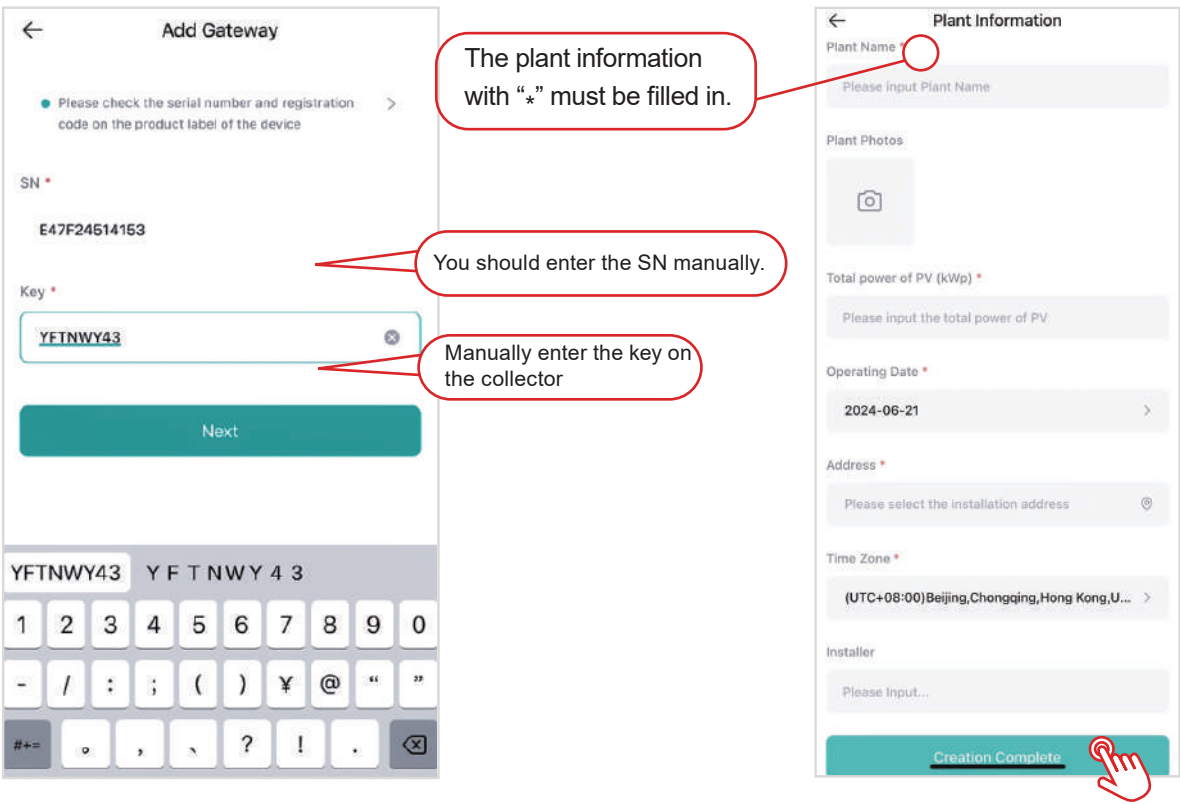 Add Gateway
Please check the serial number and registration
code on the product label of the device
SN *
E47F24514153
Key *
YFTNWY43
Next
YFTNWY43 Y F T N W Y 4 3
1 2 3 4 5 6 7 8 9 0
- / : ; ( ) ¥ @ “ ”
#+= 。 , 、 ? ! .
The plant information
with “*” must be filled in.
You should enter the SN manually.
Manually enter the key on
the collector
Plant Information
Plant Name *
Please input Plant Name
Plant Photos
Total power of PV (kWp) *
Please input the total power of PV
Operating Date *
2024-06-21
Address *
Please select the installation address
Time Zone *
(UTC+08:00)Beijing,Chongqing,Hong Kong,U...
Installer
Please Input...
Creation Complete